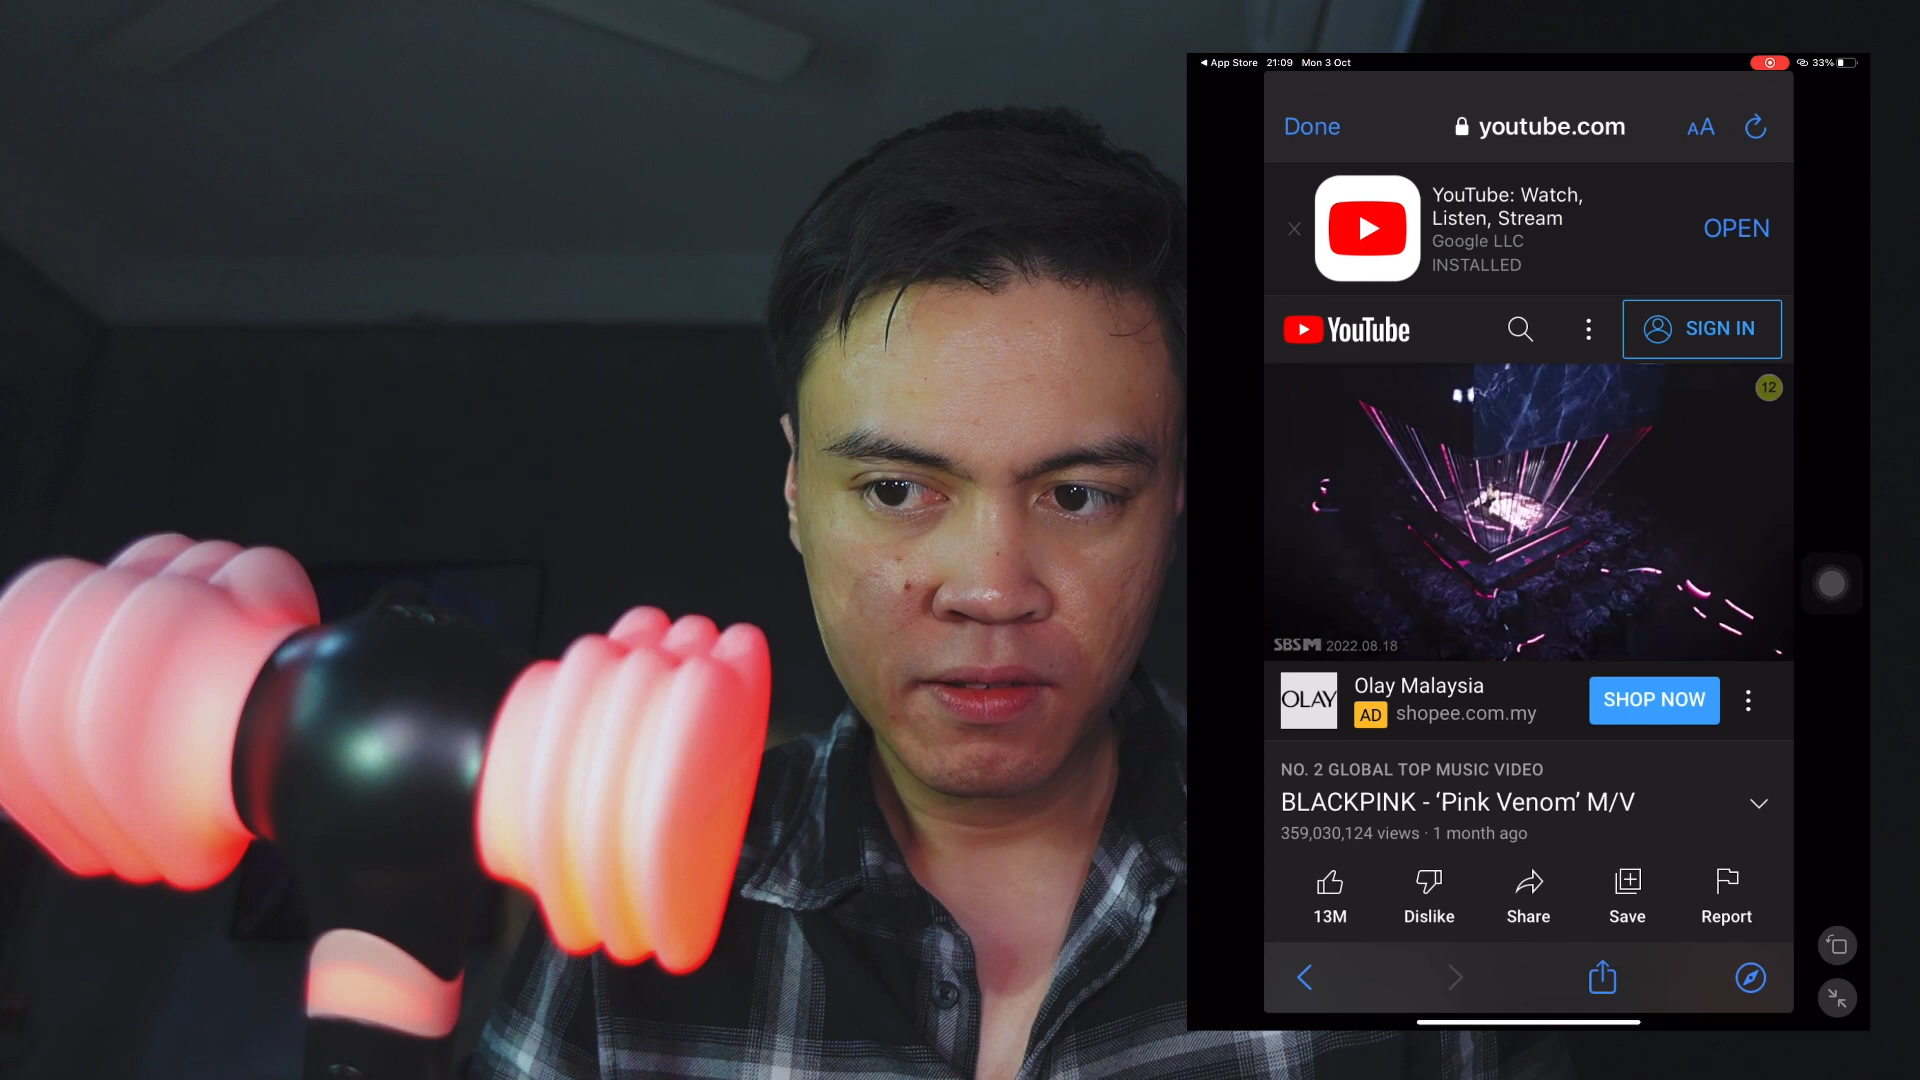 App Store 21:09 Mon 3 Oct 33%
Done youtube.com AA
YouTube: Watch,
Listen, Stream
Google LLC
INSTALLED
OPEN
YouTube SIGN IN
12
SBS M 2022.08.18
OLAY
Olay Malaysia
AD shopee.com.my
SHOP NOW
NO. 2 GLOBAL TOP MUSIC VIDEO
BLACKPINK - ‘Pink Venom’ M/V
359,030,124 views · 1 month ago
13M Dislike Share Save Report